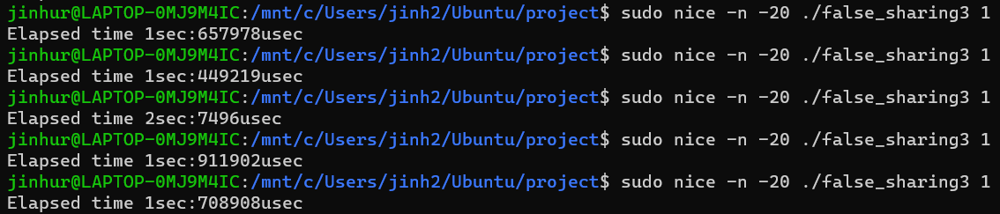 jinhur@LAPTOP-0MJ9M4IC:/mnt/c/Users/jinh2/Ubuntu/project$ sudo nice -n -20 ./false_sharing3 1
Elapsed time 1sec:657978usec
jinhur@LAPTOP-0MJ9M4IC:/mnt/c/Users/jinh2/Ubuntu/project$ sudo nice -n -20 ./false_sharing3 1
Elapsed time 1sec:449219usec
jinhur@LAPTOP-0MJ9M4IC:/mnt/c/Users/jinh2/Ubuntu/project$ sudo nice -n -20 ./false_sharing3 1
Elapsed time 2sec:7496usec
jinhur@LAPTOP-0MJ9M4IC:/mnt/c/Users/jinh2/Ubuntu/project$ sudo nice -n -20 ./false_sharing3 1
Elapsed time 1sec:911902usec
jinhur@LAPTOP-0MJ9M4IC:/mnt/c/Users/jinh2/Ubuntu/project$ sudo nice -n -20 ./false_sharing3 1
Elapsed time 1sec:708908usec